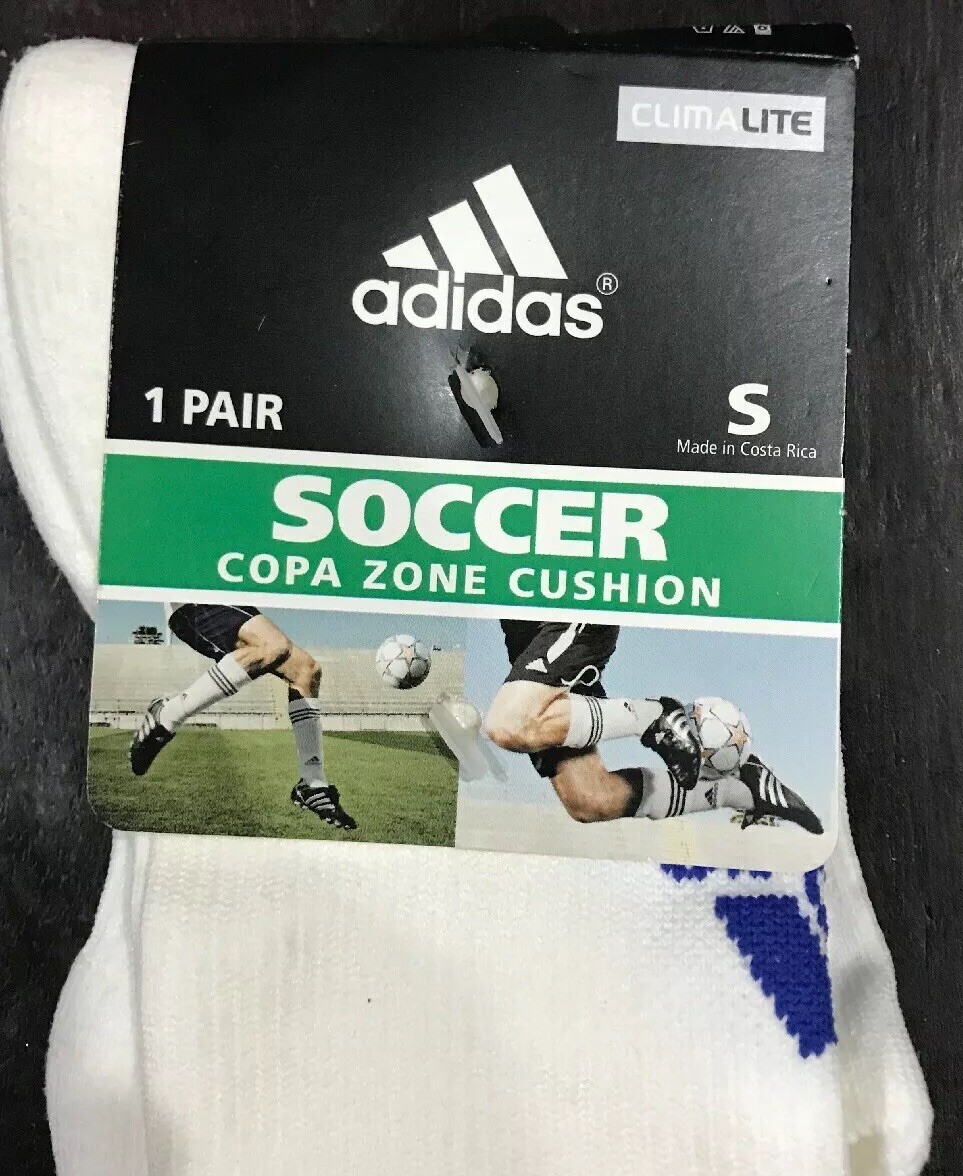 CLIMALITE
adidas®
1 PAIR
S
Made in Costa Rica
SOCCER
COPA ZONE CUSHION